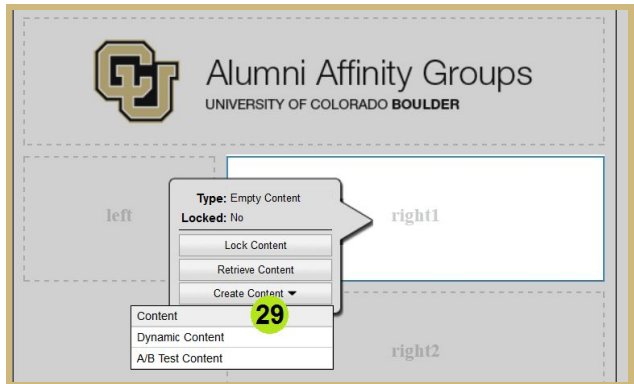 CU
Alumni Affinity Groups
UNIVERSITY OF COLORADO BOULDER
left
Type: Empty Content
Locked: No
right1
Lock Content
Retrieve Content
Create Content
Content
29
Dynamic Content
A/B Test Content
right2